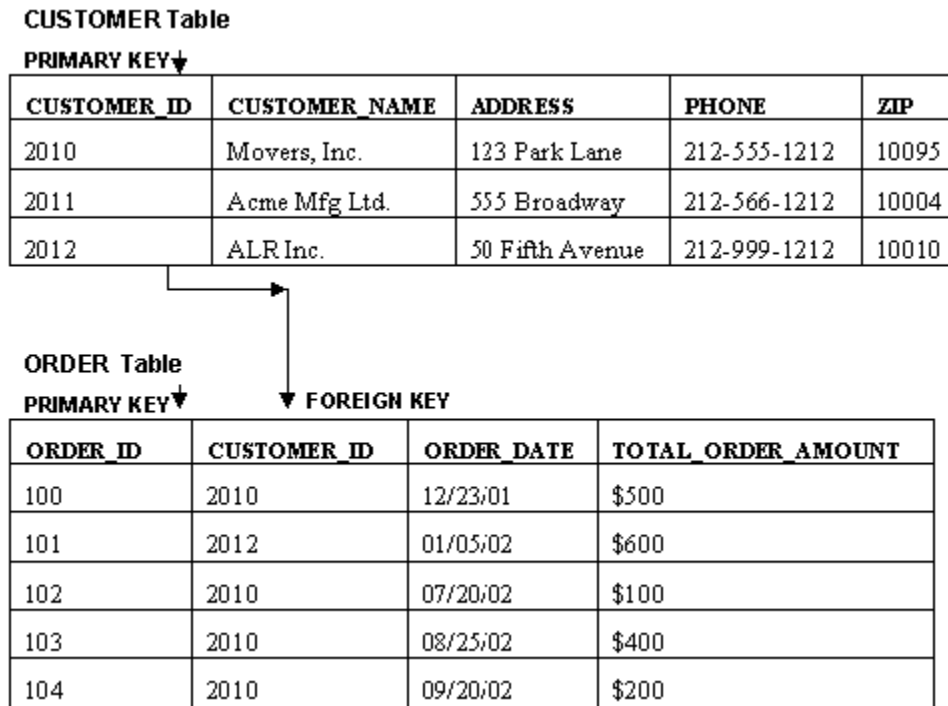 CUSTOMER Table
PRIMARY KEY
CUSTOMER_ID CUSTOMER_NAME ADDRESS PHONE ZIP
2010 Movers, Inc. 123 Park Lane 212-555-1212 10095
2011 Acme Mfg Ltd. 555 Broadway 212-566-1212 10004
2012 ALR Inc. 50 Fifth Avenue 212-999-1212 10010
ORDER Table
PRIMARY KEY FOREIGN KEY
ORDER_ID CUSTOMER_ID ORDER_DATE TOTAL_ORDER_AMOUNT
100 2010 12/23/01 $500
101 2012 01/05/02 $600
102 2010 07/20/02 $100
103 2010 08/25/02 $400
104 2010 09/20/02 $200